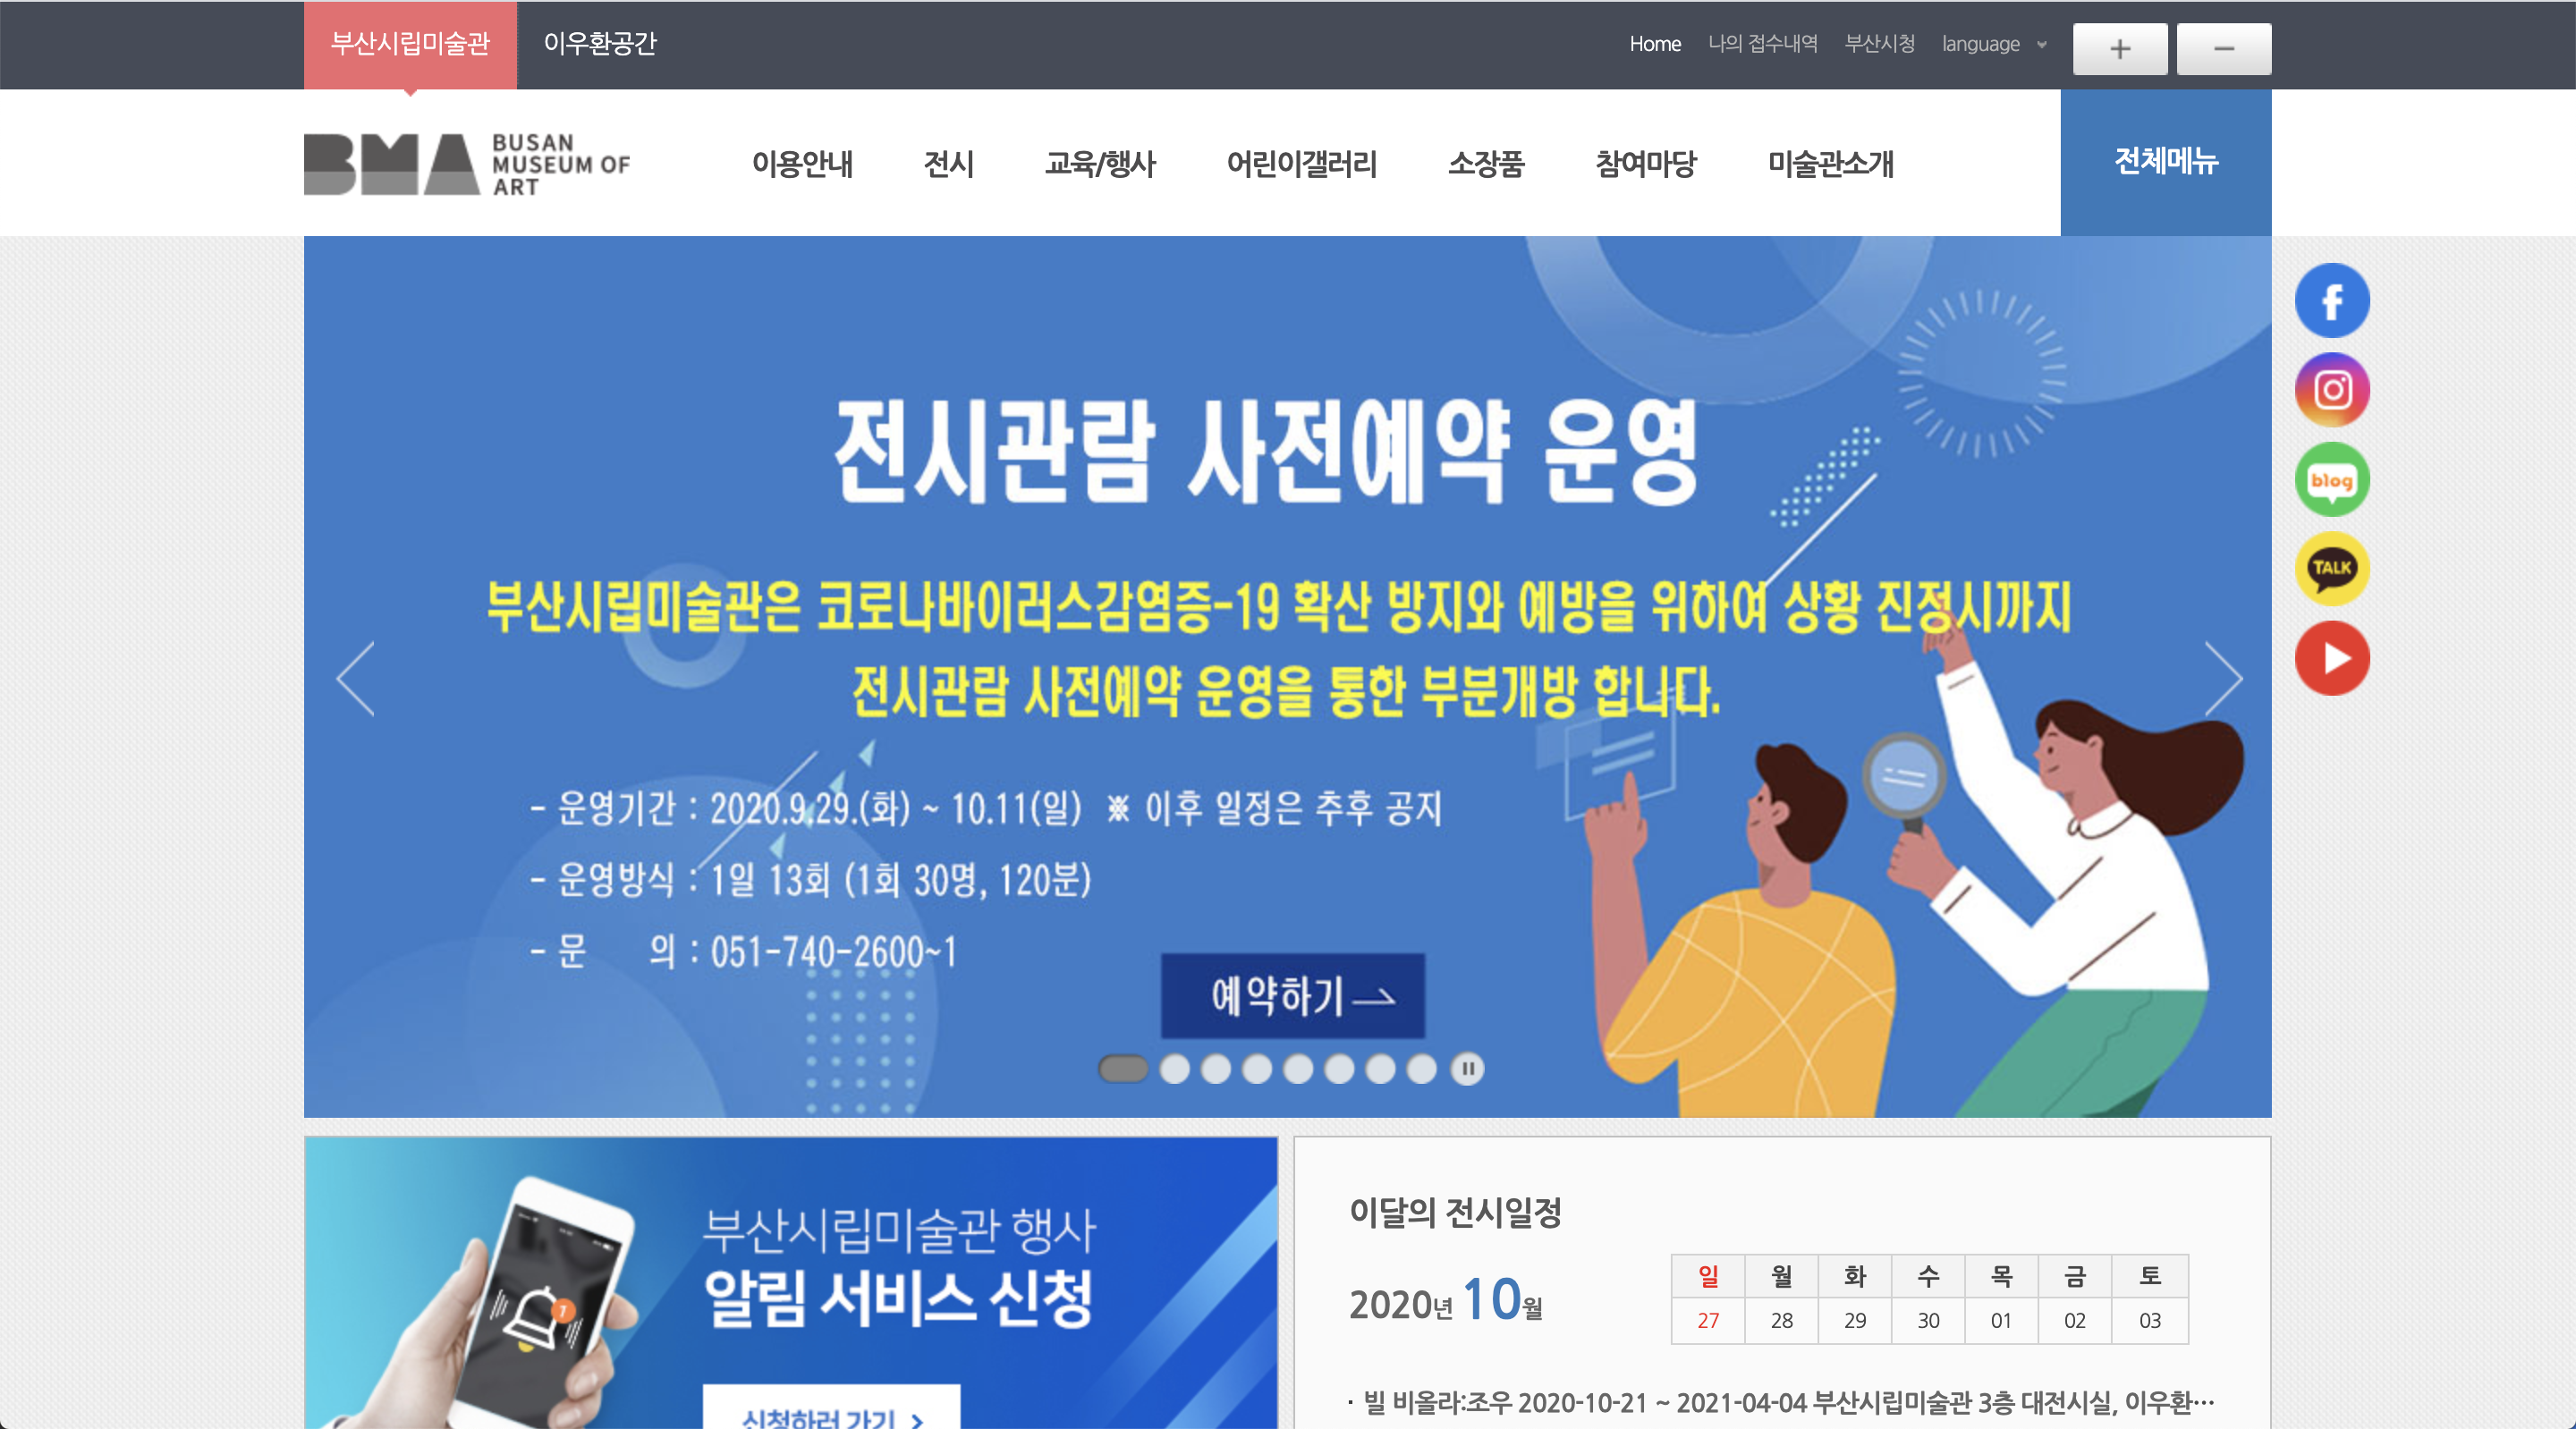 부산시립미술관
이우환공간
Home
나의 접수내역
부산시청
language
+
−
BMA
BUSAN
MUSEUM OF
ART
이용안내
전시
교육/행사
어린이갤러리
소장품
참여마당
미술관소개
전체메뉴
전시관람 사전예약 운영
부산시립미술관은 코로나바이러스감염증-19 확산 방지와 예방을 위하여 상황 진정시까지
전시관람 사전예약 운영을 통한 부분개방 합니다.
- 운영기간 : 2020.9.29.(화) ~ 10.11(일) ※ 이후 일정은 추후 공지
- 운영방식 : 1일 13회 (1회 30명, 120분)
- 문 의 : 051-740-2600~1
예약하기
f
blog
TALK
부산시립미술관 행사
알림 서비스 신청
신청하러 가기 >
이달의 전시일정
2020년 10월
일 월 화 수 목 금 토
27 28 29 30 01 02 03
· 빌 비올라:조우 2020-10-21 ~ 2021-04-04 부산시립미술관 3층 대전시실, 이우환…